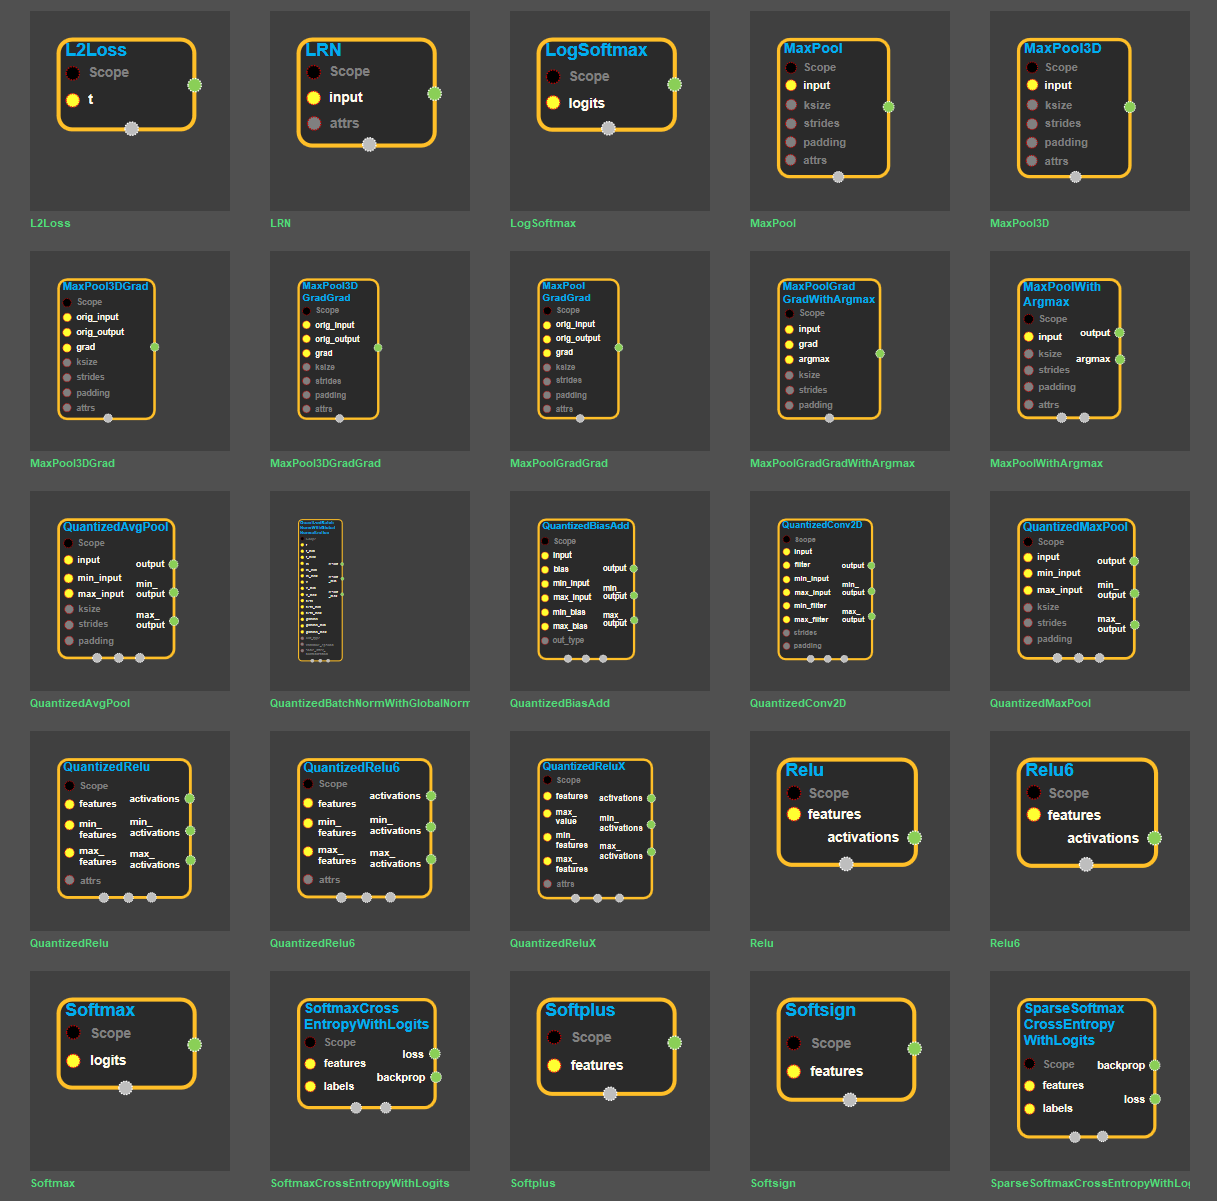 L2Loss
Scope
t
L2Loss
LRN
Scope
input
attrs
LRN
LogSoftmax
Scope
logits
LogSoftmax
MaxPool
Scope
input
ksize
strides
padding
attrs
MaxPool
MaxPool3D
Scope
input
ksize
strides
padding
attrs
MaxPool3D
MaxPool3DGrad
Scope
orig_input
orig_output
grad
ksize
strides
padding
attrs
MaxPool3DGrad
MaxPool3D
GradGrad
Scope
orig_input
orig_output
grad
ksize
strides
padding
attrs
MaxPool3DGradGrad
MaxPool
GradGrad
Scope
orig_input
orig_output
grad
ksize
strides
padding
attrs
MaxPoolGradGrad
MaxPoolGrad
GradWithArgmax
Scope
input
grad
argmax
ksize
strides
padding
MaxPoolGradGradWithArgmax
MaxPoolWith
Argmax
Scope
input
ksize
strides
padding
attrs
output
argmax
MaxPoolWithArgmax
QuantizedAvgPool
Scope
input
min_input
max_input
ksize
strides
padding
output
min_
output
max_
output
QuantizedAvgPool
QuantizedBatchNormWithGlobalNorm
QuantizedBiasAdd
Scope
input
bias
min_input
max_input
min_bias
max_bias
out_type
output
min_
output
max_
output
QuantizedBiasAdd
QuantizedConv2D
Scope
input
filter
min_input
max_input
min_filter
max_filter
strides
padding
output
min_
output
max_
output
QuantizedConv2D
QuantizedMaxPool
Scope
input
min_input
max_input
ksize
strides
padding
output
min_
output
max_
output
QuantizedMaxPool
QuantizedRelu
Scope
features
min_
features
max_
features
attrs
activations
min_
activations
max_
activations
QuantizedRelu
QuantizedRelu6
Scope
features
min_
features
max_
features
attrs
activations
min_
activations
max_
activations
QuantizedRelu6
QuantizedReluX
Scope
features
max_
value
min_
features
max_
features
attrs
activations
min_
activations
max_
activations
QuantizedReluX
Relu
Scope
features
activations
Relu
Relu6
Scope
features
activations
Relu6
Softmax
Scope
logits
Softmax
SoftmaxCross
EntropyWithLogits
Scope
features
labels
loss
backprop
SoftmaxCrossEntropyWithLogits
Softplus
Scope
features
Softplus
Softsign
Scope
features
Softsign
SparseSoftmax
CrossEntropy
WithLogits
Scope
features
labels
backprop
loss
SparseSoftmaxCrossEntropyWithLo